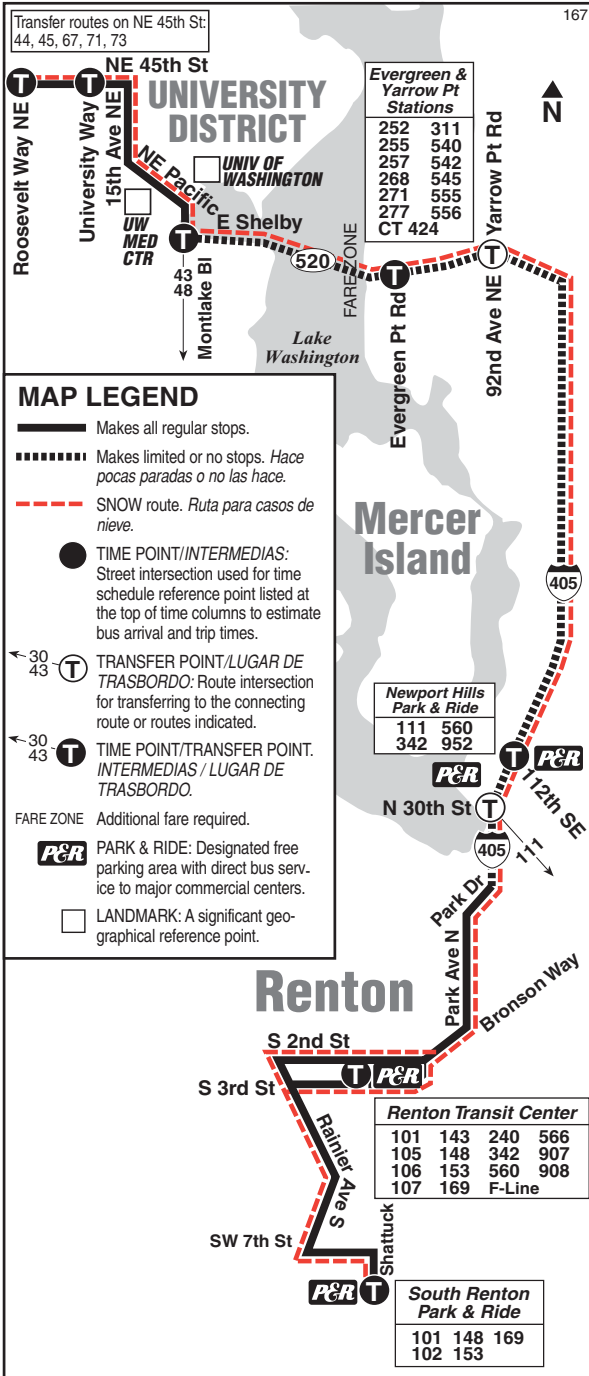 167
Transfer routes on NE 45th St:
44, 45, 67, 71, 73
NE 45th St
UNIVERSITY
DISTRICT
Roosevelt Way NE
University Way
15th Ave NE
NE Pacific
UNIV OF
WASHINGTON
UW
MED
CTR
E Shelby
43
48
Montlake Bl
520
FARE ZONE
Lake
Washington
Evergreen &
Yarrow Pt
Stations
252 311
255 540
257 542
268 545
271 555
277 556
CT 424
N
Yarrow Pt Rd
92nd Ave NE
Evergreen Pt Rd
MAP LEGEND
Makes all regular stops.
Makes limited or no stops. Hace
pocas paradas o no las hace.
SNOW route. Ruta para casos de
nieve.
TIME POINT/INTERMEDIAS:
Street intersection used for time
schedule reference point listed at
the top of time columns to estimate
bus arrival and trip times.
30
43
T
TRANSFER POINT/LUGAR DE
TRASBORDO: Route intersection
for transferring to the connecting
route or routes indicated.
30
43
T
TIME POINT/TRANSFER POINT.
INTERMEDIAS / LUGAR DE
TRASBORDO.
FARE ZONE Additional fare required.
P&R PARK & RIDE: Designated free
parking area with direct bus serv-
ice to major commercial centers.
LANDMARK: A significant geo-
graphical reference point.
Mercer
Island
405
Newport Hills
Park & Ride
111 560
342 952
T
P&R
P&R
112th SE
N 30th St
T
405
111
Park Dr
Park Ave N
Bronson Way
Renton
S 2nd St
S 3rd St
T
P&R
Rainier Ave S
Renton Transit Center
101 143 240 566
105 148 342 907
106 153 560 908
107 169 F-Line
SW 7th St
Shattuck
P&R
T
South Renton
Park & Ride
101 148 169
102 153
T
T
T
T
T